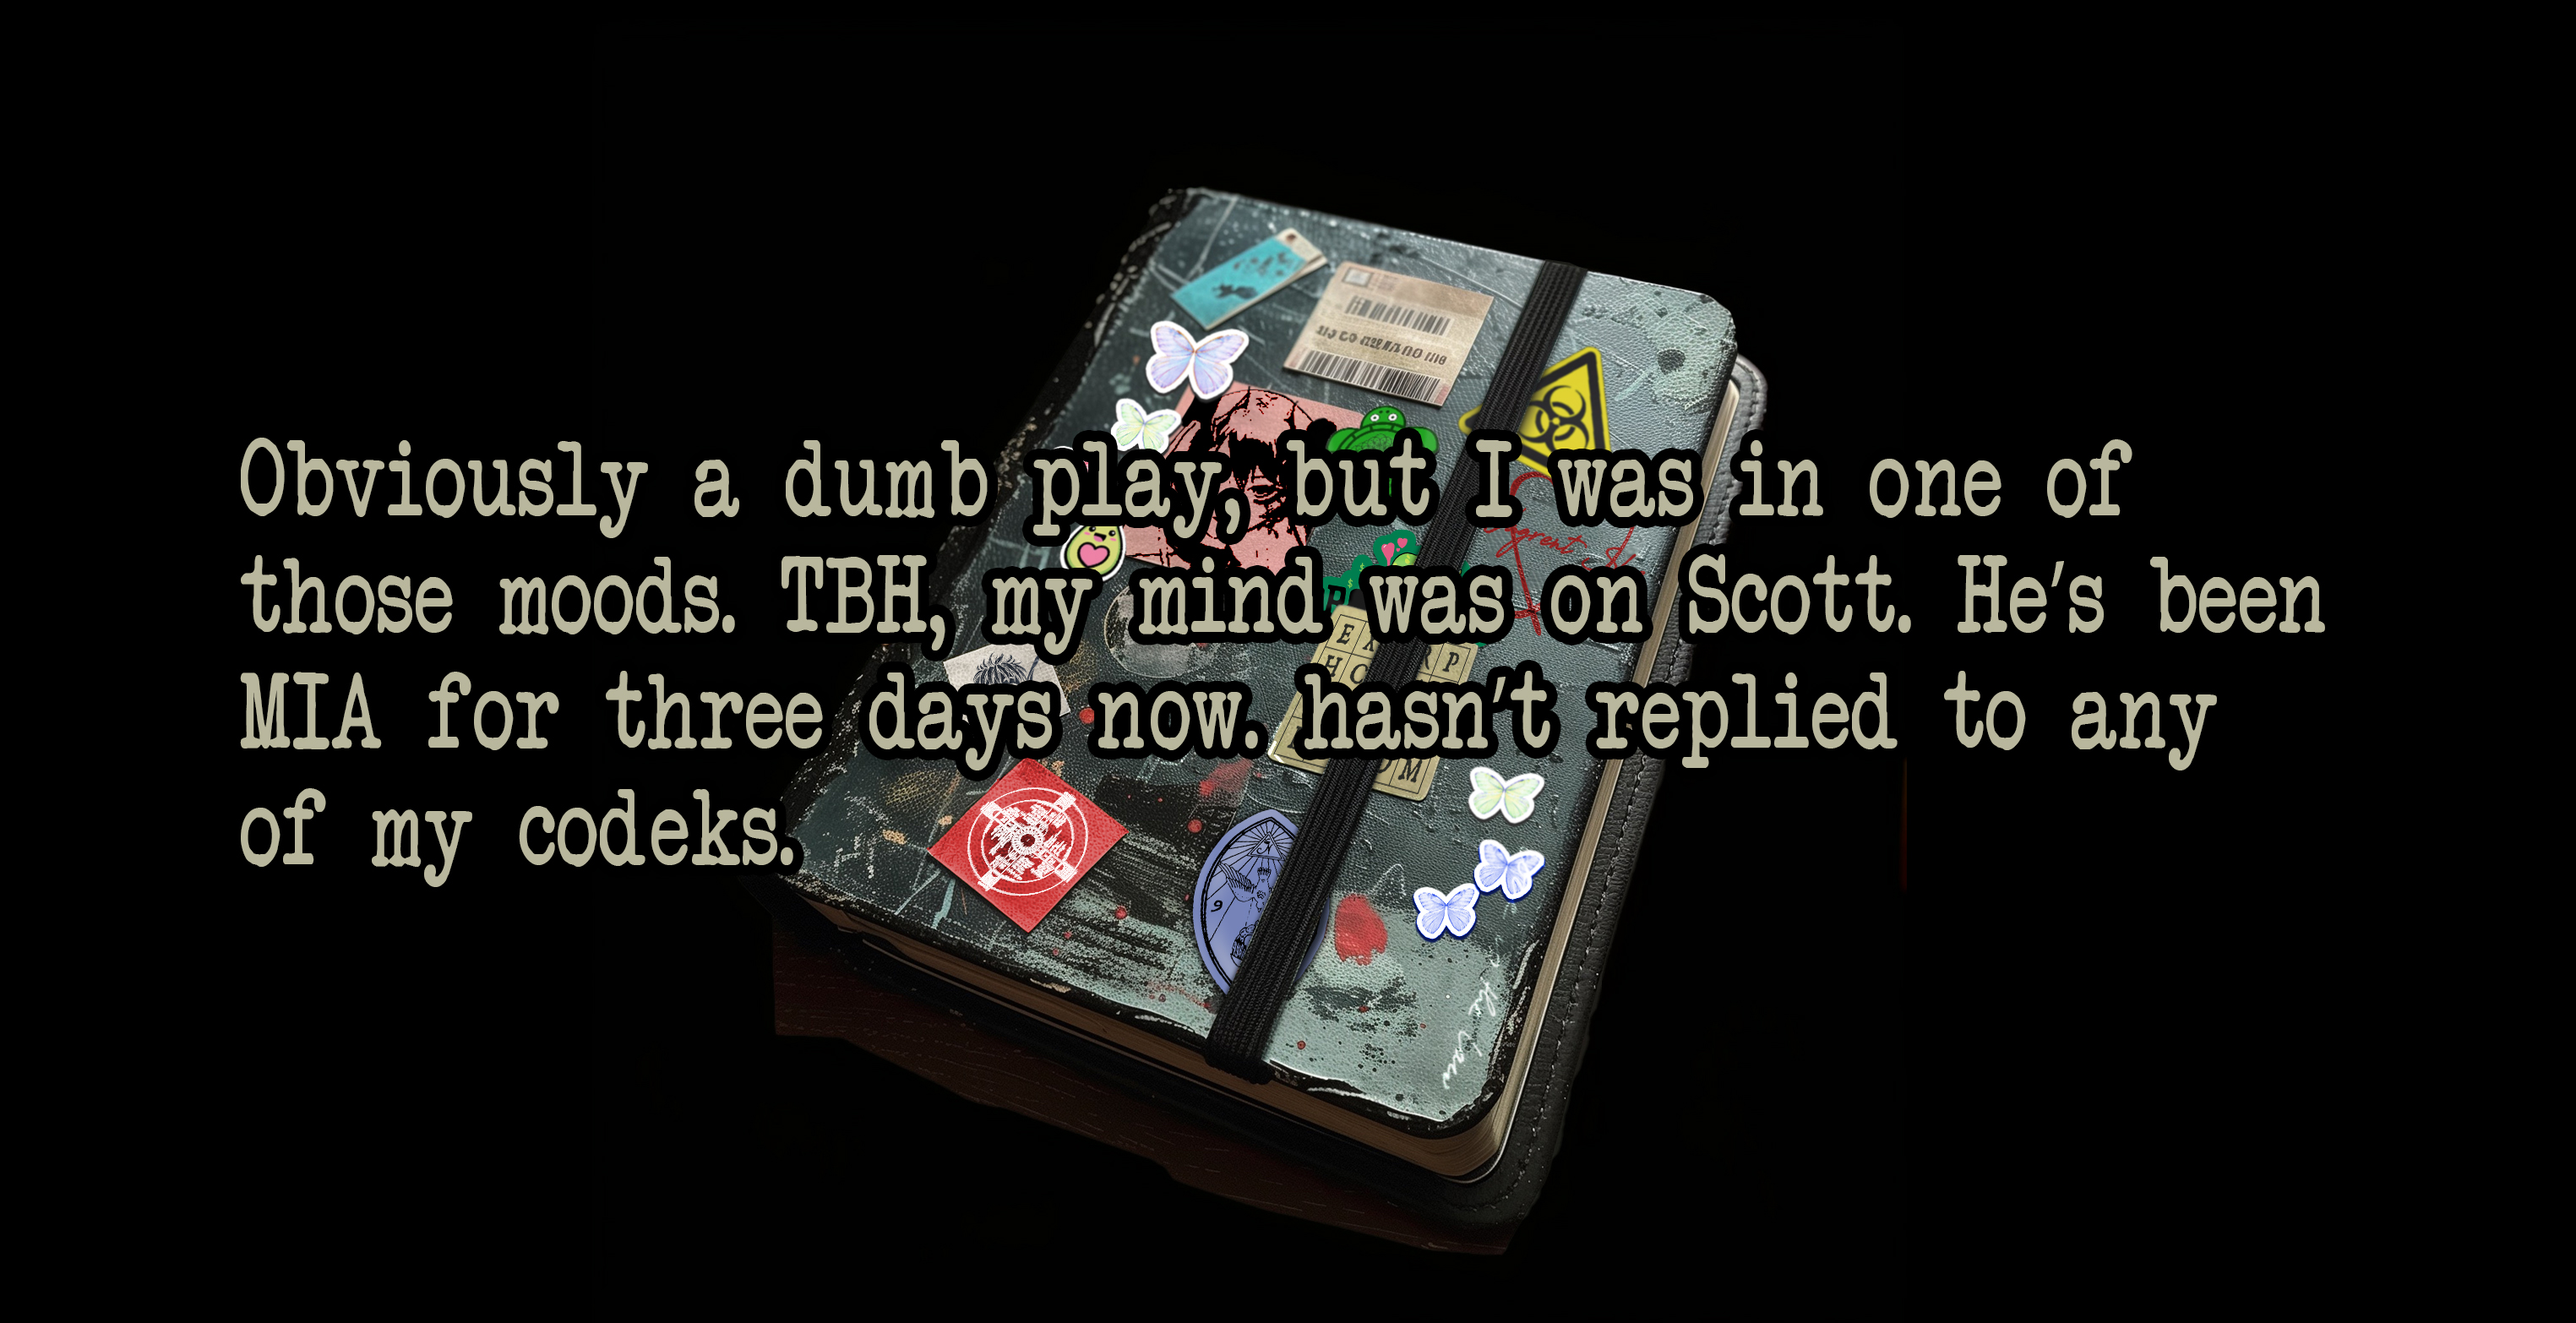 Obviously a dumb play, but I was in one of
those moods. TBH, my mind was on Scott. He's been
MIA for three days now. hasn't replied to any
of my codeks.